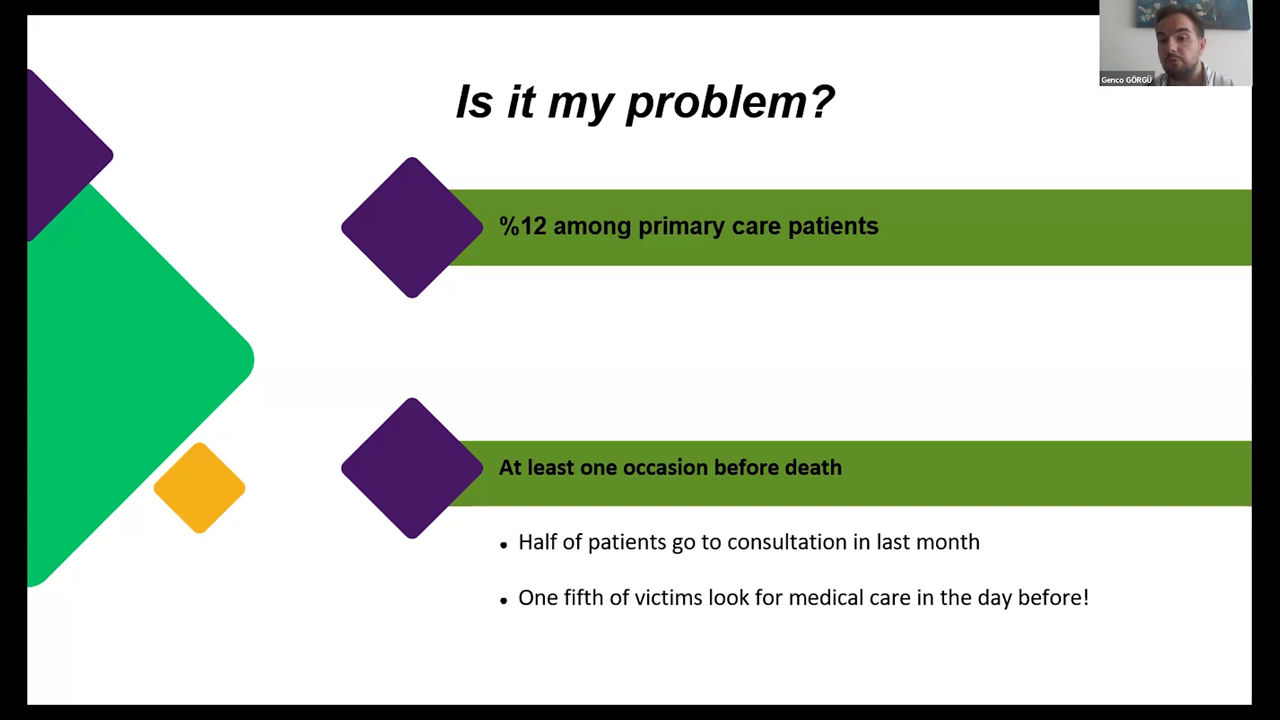 Genco GÖRGÜ
Is it my problem?
%12 among primary care patients
At least one occasion before death
• Half of patients go to consultation in last month
• One fifth of victims look for medical care in the day before!